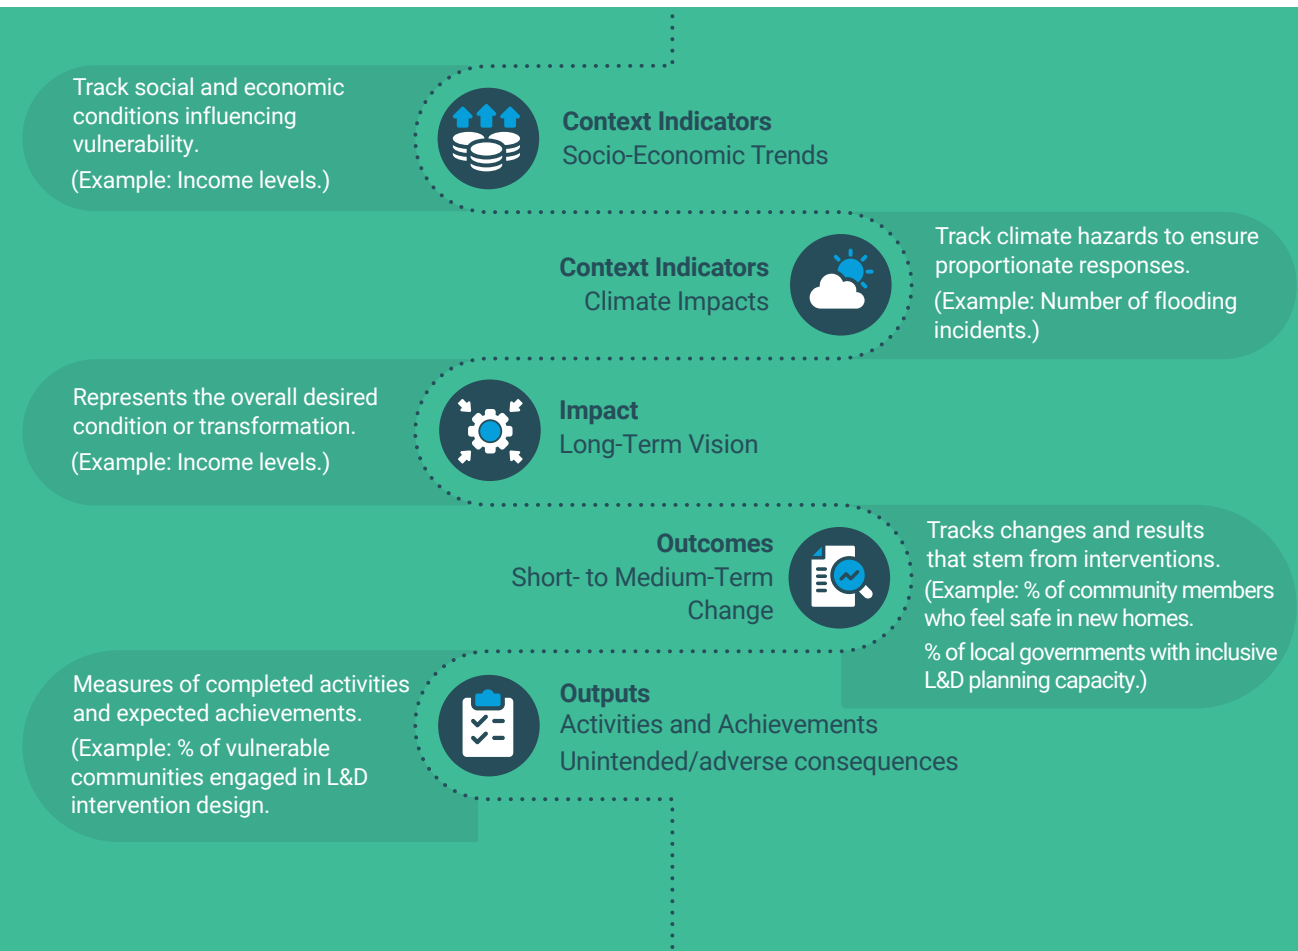 Track social and economic
conditions influencing
vulnerability.
(Example: Income levels.)
Context Indicators
Socio-Economic Trends
Context Indicators
Climate Impacts
Track climate hazards to ensure
proportionate responses.
(Example: Number of flooding
incidents.)
Represents the overall desired
condition or transformation.
(Example: Income levels.)
Impact
Long-Term Vision
Outcomes
Short- to Medium-Term
Change
Tracks changes and results
that stem from interventions.
(Example: % of community members
who feel safe in new homes.
% of local governments with inclusive
L&D planning capacity.)
Measures of completed activities
and expected achievements.
(Example: % of vulnerable
communities engaged in L&D
intervention design.
Outputs
Activities and Achievements
Unintended/adverse consequences